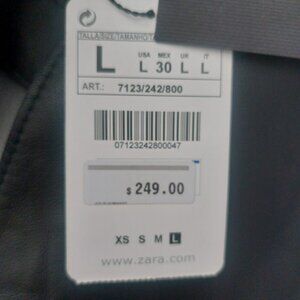 TALLA/SIZE/TAMANHO/T
L
USA MEX UK IT
L 30 L L
ART.: 7123/242/800
07123242800047
$ 249.00
XS S M L
www.zara.com